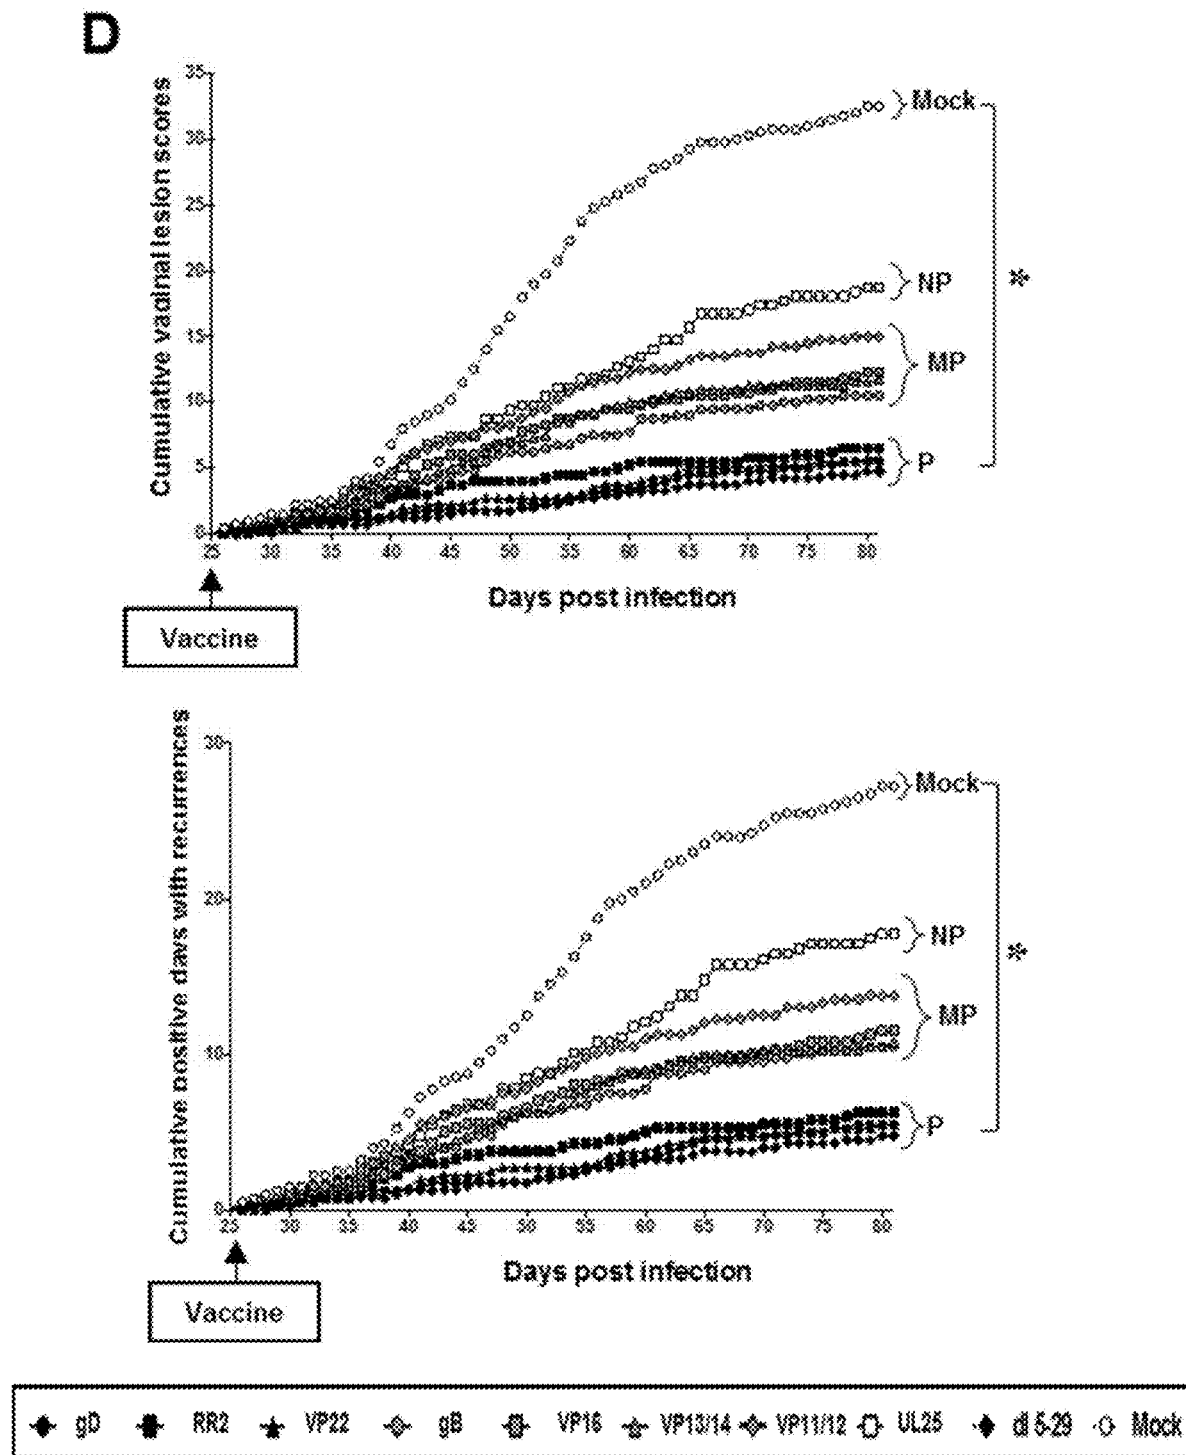 D
Cumulative vaginal lesion scores
35
30
25
20
15
10
5
0
Mock
NP
MP
P
*
25 30 35 40 45 50 55 60 65 70 75 80
Days post infection
Vaccine
Cumulative positive days with recurrences
30
20
10
0
Mock
NP
MP
P
*
25 30 35 40 45 50 55 60 65 70 75 80
Days post infection
Vaccine
gD RR2 VP22 gB VP16 VP13/14 VP11/12 UL25 dl 5-29 Mock